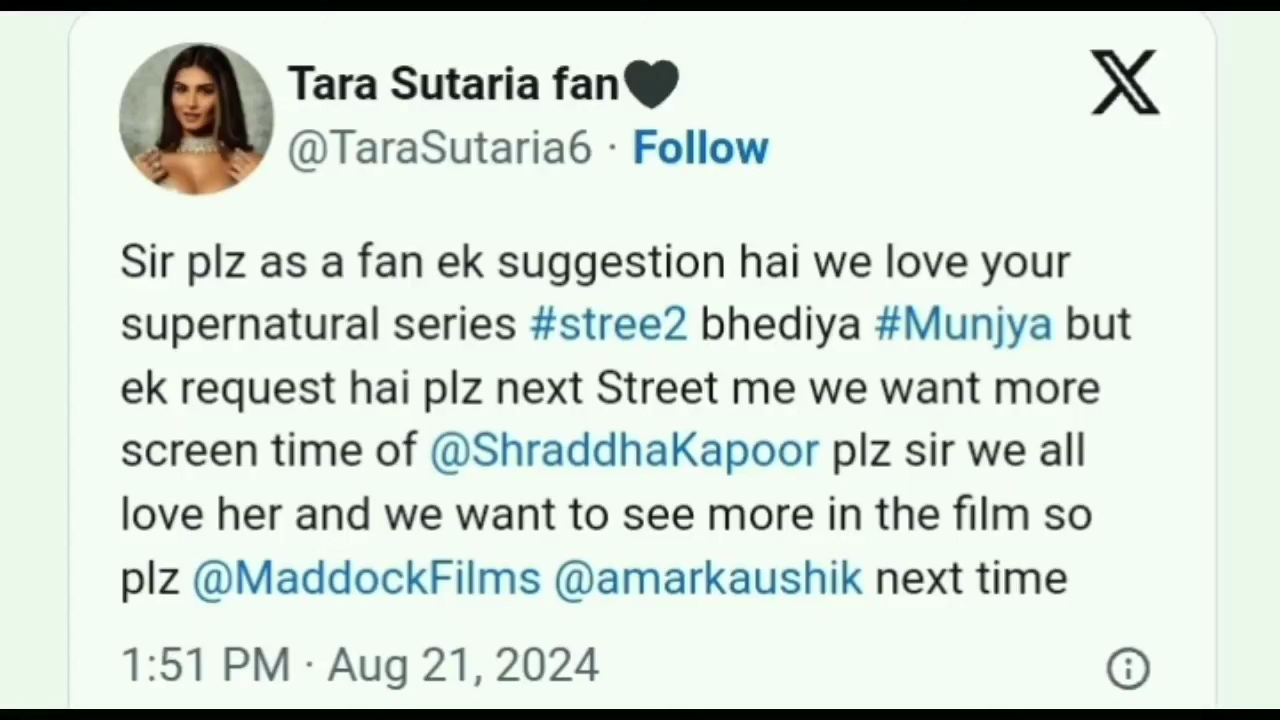 Tara Sutaria fan🖤
@TaraSutaria6 · Follow
Sir plz as a fan ek suggestion hai we love your
supernatural series #stree2 bhediya #Munjya but
ek request hai plz next Street me we want more
screen time of @ShraddhaKapoor plz sir we all
love her and we want to see more in the film so
plz @MaddockFilms @amarkaushik next time
1:51 PM · Aug 21, 2024